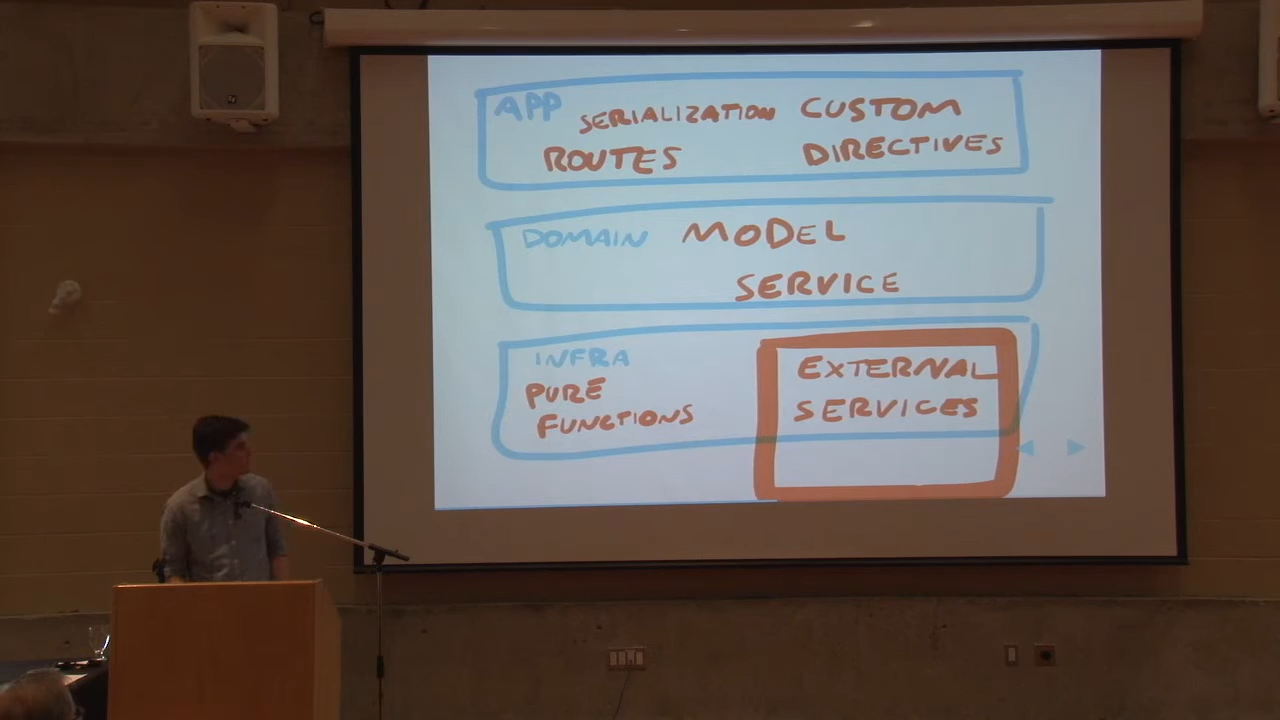 APP SERIALIZATION CUSTOM
ROUTES DIRECTIVES
DOMAIN MODEL
SERVICE
INFRA EXTERNAL
PURE
FUNCTIONS SERVICES